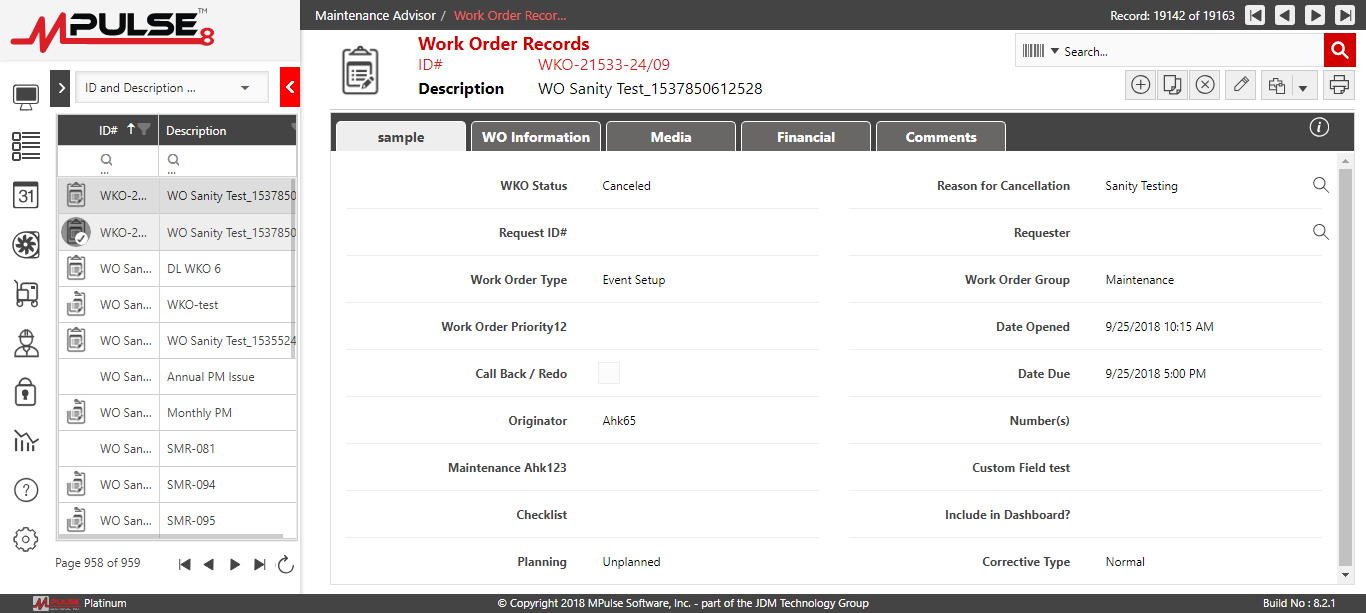 MPULSE 8 ™
Maintenance Advisor / Work Order Recor...
Record: 19142 of 19163
Work Order Records
ID# WKO-21533-24/09
Description WO Sanity Test_1537850612528
Search...
ID and Description ...
ID# Description
...
...
WKO-2... WO Sanity Test_1537850
WKO-2... WO Sanity Test_1537850
WO San... DL WKO 6
WO San... WKO-test
WO San... WO Sanity Test_1535524
WO San... Annual PM Issue
WO San... Monthly PM
WO San... SMR-081
WO San... SMR-094
WO San... SMR-095
Page 958 of 959
31
?
sample WO Information Media Financial Comments
i
WKO Status Canceled Reason for Cancellation Sanity Testing
Request ID# Requester
Work Order Type Event Setup Work Order Group Maintenance
Work Order Priority12 Date Opened 9/25/2018 10:15 AM
Call Back / Redo Date Due 9/25/2018 5:00 PM
Originator Ahk65 Number(s)
Maintenance Ahk123 Custom Field test
Checklist Include in Dashboard?
Planning Unplanned Corrective Type Normal
MPULSE Platinum
© Copyright 2018 MPulse Software, Inc. - part of the JDM Technology Group
Build No : 8.2.1